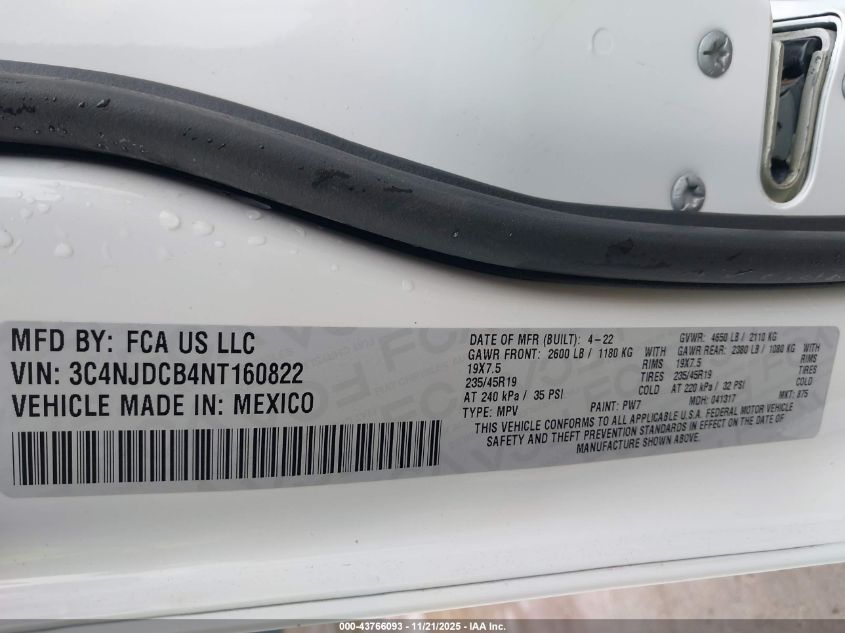 MFD BY: FCA US LLC
VIN: 3C4NJDCB4NT160822
VEHICLE MADE IN: MEXICO
DATE OF MFR (BUILT): 4-22 GVWR: 4650 LB / 2110 KG
GAWR FRONT: 2600 LB / 1180 KG WITH GAWR REAR: 2380 LB / 1080 KG WITH
19X7.5 RIMS 19X7.5 RIMS
235/45R19 TIRES 235/45R19 TIRES
AT 240 kPa / 35 PSI COLD AT 220 kPa / 32 PSI COLD
TYPE: MPV PAINT: PW7 MDH: 041317 MKT: 875
THIS VEHICLE CONFORMS TO ALL APPLICABLE U.S.A. FEDERAL MOTOR VEHICLE
SAFETY AND THEFT PREVENTION STANDARDS IN EFFECT ON THE DATE OF
MANUFACTURE SHOWN ABOVE.
000-43766093 - 11/21/2025 - IAA Inc.